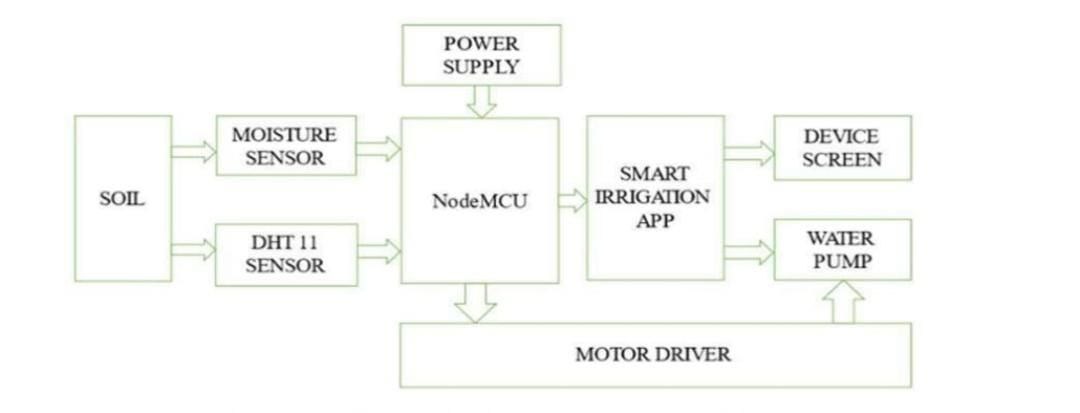 POWER
SUPPLY
SOIL
MOISTURE
SENSOR
DHT 11
SENSOR
NodeMCU
SMART
IRRIGATION
APP
DEVICE
SCREEN
WATER
PUMP
MOTOR DRIVER